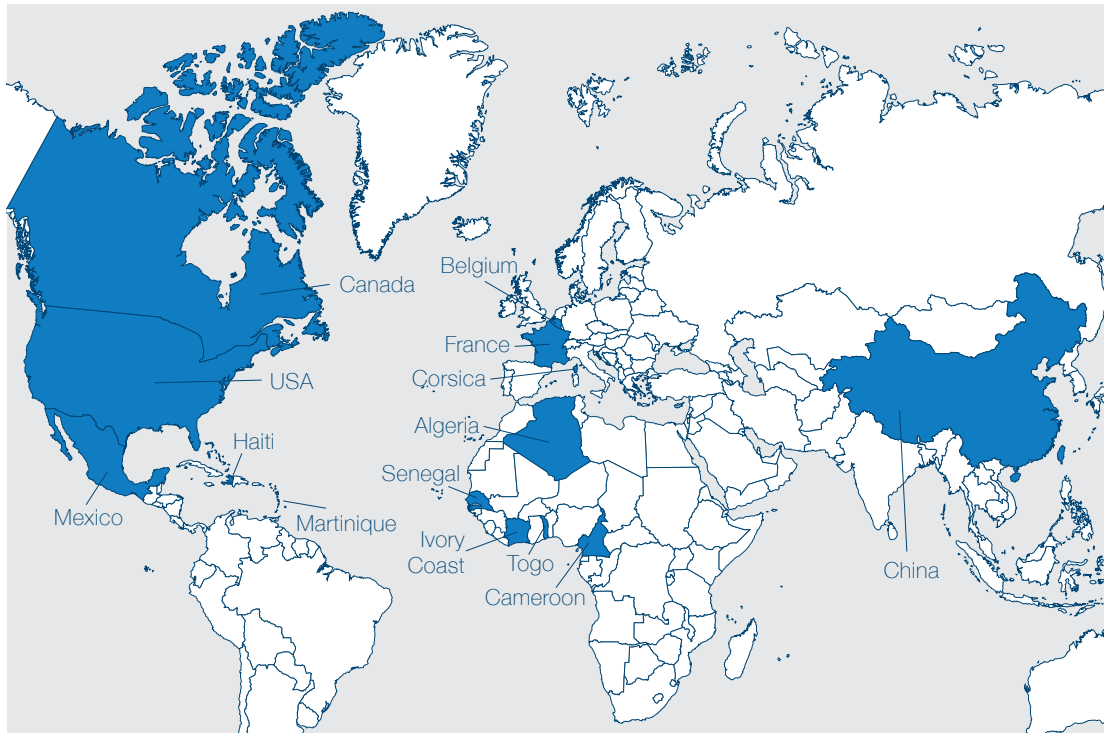 Belgium
Canada
France
Corsica
USA
Algeria
Haiti
Senegal
Mexico
Martinique
Ivory
Coast
Togo
Cameroon
China